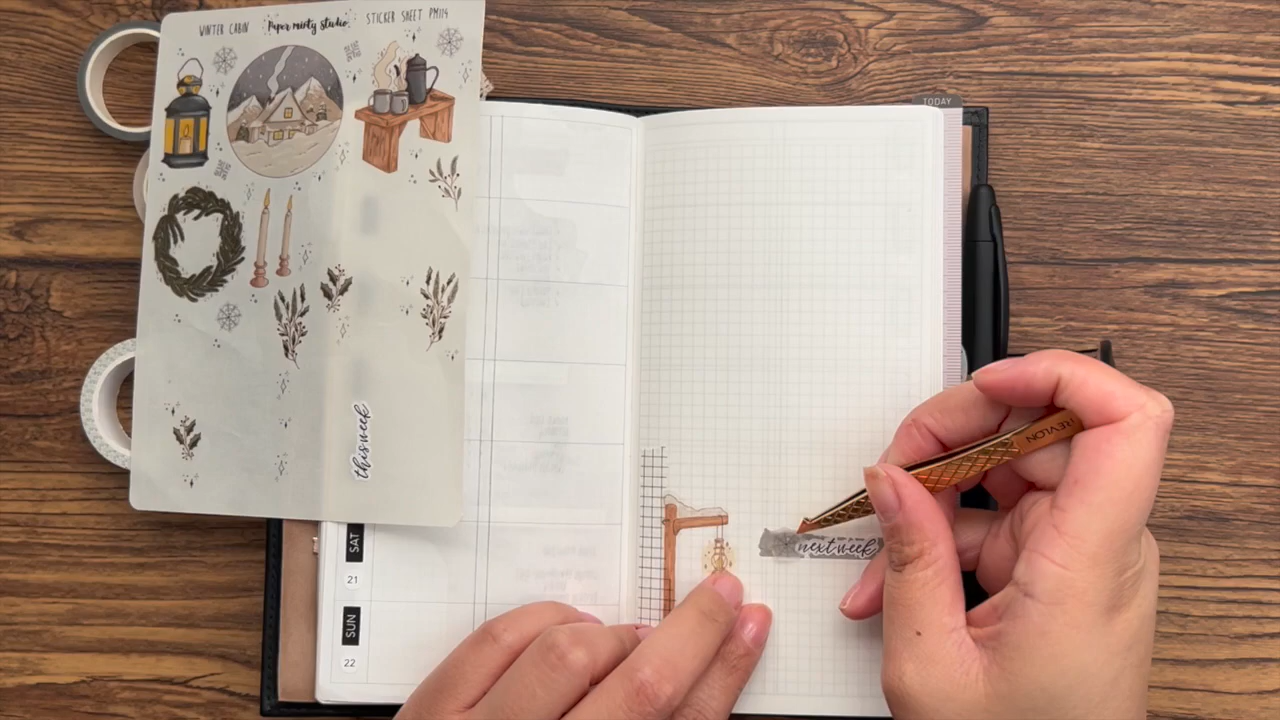 WINTER CABIN Paper minty studio STICKER SHEET PM114
TODAY
this week
REVLON
next week
SAT
21
SUN
22